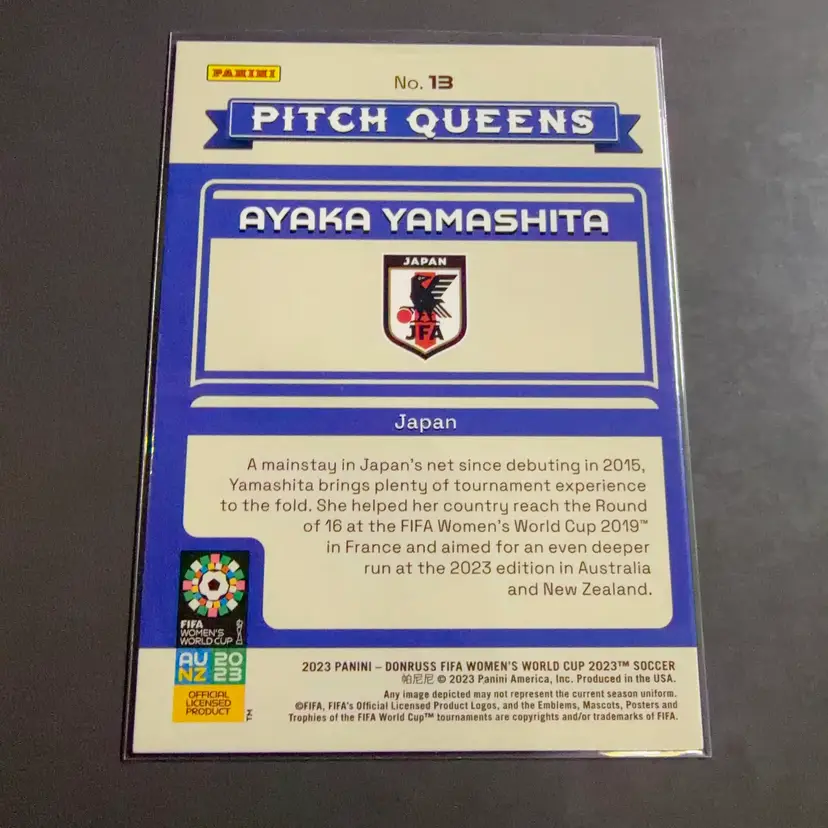 PANINI
No. 13
PITCH QUEENS
AYAKA YAMASHITA
JAPAN
JFA
Japan
A mainstay in Japan's net since debuting in 2015,
Yamashita brings plenty of tournament experience
to the fold. She helped her country reach the Round
of 16 at the FIFA Women's World Cup 2019™
in France and aimed for an even deeper
run at the 2023 edition in Australia
and New Zealand.
FIFA
WOMEN'S
WORLD CUP
AU 20
NZ 23
OFFICIAL
LICENSED
PRODUCT
TM
2023 PANINI – DONRUSS FIFA WOMEN'S WORLD CUP 2023™ SOCCER
帕尼尼 © 2023 Panini America, Inc. Produced in the USA.
Any image depicted may not represent the current season uniform.
©FIFA, FIFA's Official Licensed Product Logos, and the Emblems, Mascots, Posters and
Trophies of the FIFA World Cup™ tournaments are copyrights and/or trademarks of FIFA.